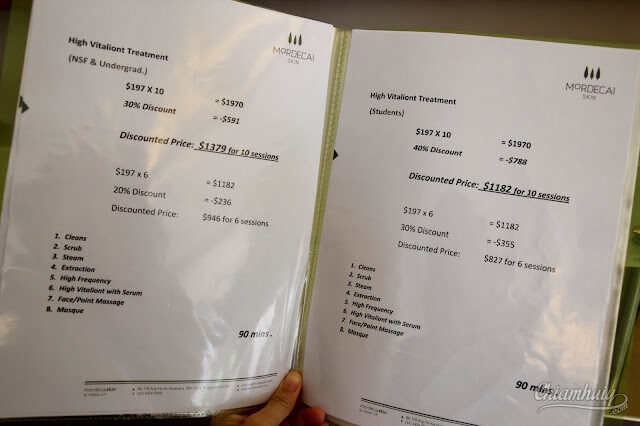 MORDECAI
SKIN
High Vitaliont Treatment
(NSF & Undergrad.)
$197 X 10 = $1970
30% Discount = -$591
Discounted Price: $1379 for 10 sessions
$197 x 6 = $1182
20% Discount = -$236
Discounted Price: $946 for 6 sessions
1. Cleans
2. Scrub
3. Steam
4. Extraction
5. High Frequency
6. High Vitaliont with Serum
7. Face/Point Massage
8. Masque
90 mins.
mordecaiskin
MORDECAI
SKIN
High Vitaliont Treatment
(Students)
$197 X 10 = $1970
40% Discount = -$788
Discounted Price: $1182 for 10 sessions
$197 x 6 = $1182
30% Discount = -$355
Discounted Price: $827 for 6 sessions
1. Cleans
2. Scrub
3. Steam
4. Extraction
5. High Frequency
6. High Vitaliont with Serum
7. Face/Point Massage
8. Masque
90 mins
mordecaiskin
Chiamhuiy
.com